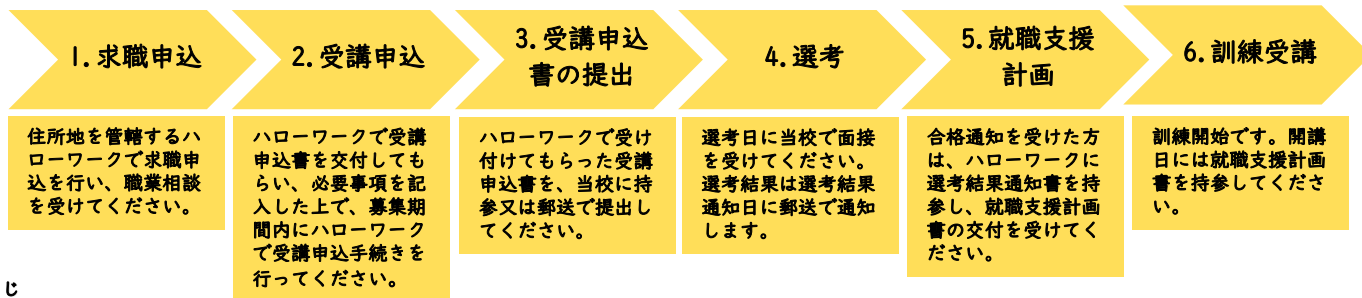 1.求職申込
住所地を管轄するハ
ローワークで求職申
込を行い、職業相談
を受けてください。
2.受講申込
ハローワークで受講
申込書を交付しても
らい、必要事項を記
入した上で、募集期
間内にハローワーク
で受講申込手続きを
行ってください。
3.受講申込
書の提出
ハローワークで受け
付けてもらった受講
申込書を、当校に持
参又は郵送で提出し
てください。
4.選考
選考日に当校で面接
を受けてください。
選考結果は選考結果
通知日に郵送で通知
します。
5.就職支援
計画
合格通知を受けた方
は、ハローワークに
選考結果通知書を持
参し、就職支援計画
書の交付を受けてく
ださい。
6.訓練受講
訓練開始です。開講
日には就職支援計画
書を持参してくださ
い。
じ